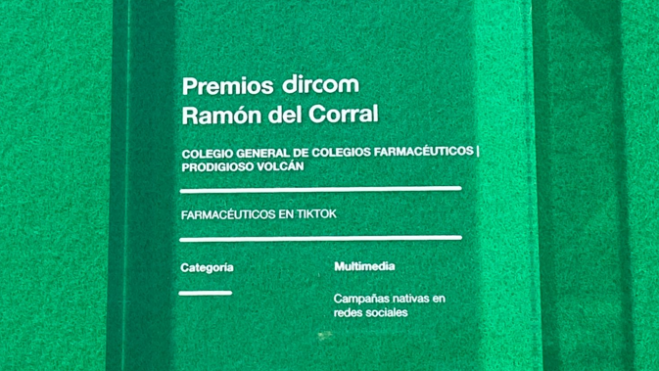 Premios dircom
Ramón del Corral
COLEGIO GENERAL DE COLEGIOS FARMACÉUTICOS |
PRODIGIOSO VOLCÁN
FARMACÉUTICOS EN TIKTOK
Categoría
Multimedia
Campañas nativas en
redes sociales